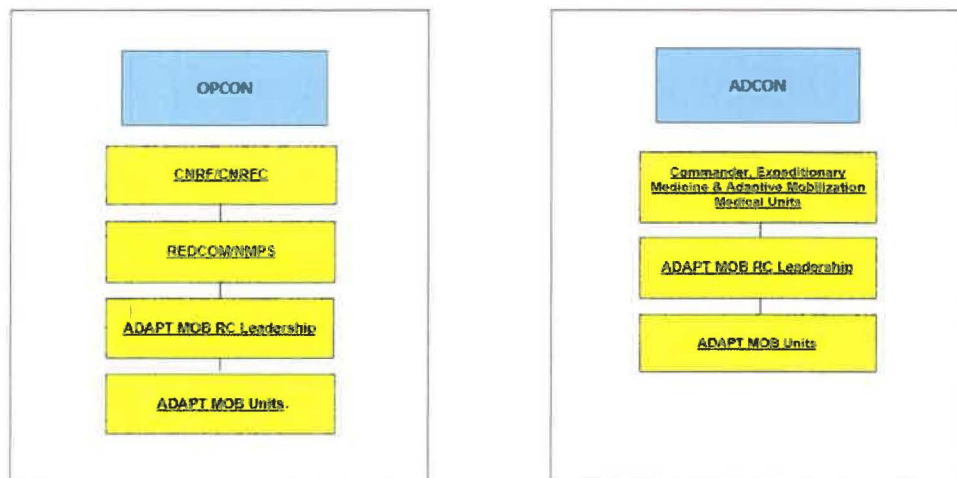 OPCON
CNRF/CNRFC
REDCOM/NMPS
ADAPT MOB RC Leadership
ADAPT MOB Units.
ADCON
Commander, Expeditionary
Medicine & Adaptive Mobilization
Medical Units
ADAPT MOB RC Leadership
ADAPT MOB Units